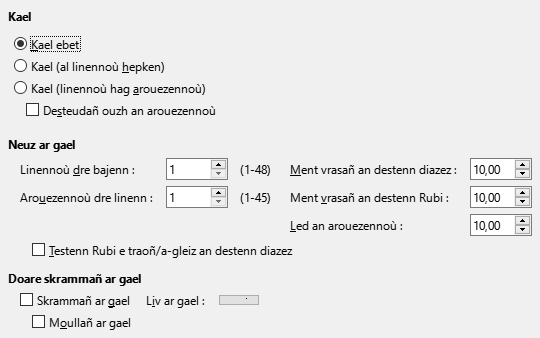 Kael
Kael ebet
Kael (al linennoù hepken)
Kael (linennoù hag arouezennoù)
Desteudañ ouzh an arouezennoù
Neuz ar gael
Linennoù dre bajenn : 1 (1-48) Ment vrasañ an destenn diazez : 10,00
Arouezennoù dre linenn : 1 (1-45) Ment vrasañ an destenn Rubi : 10,00
Led an arouezennoù : 10,00
Testenn Rubi e traoñ/a-gleiz an destenn diazez
Doare skrammañ ar gael
Skrammañ ar gael Liv ar gael :
Moullañ ar gael